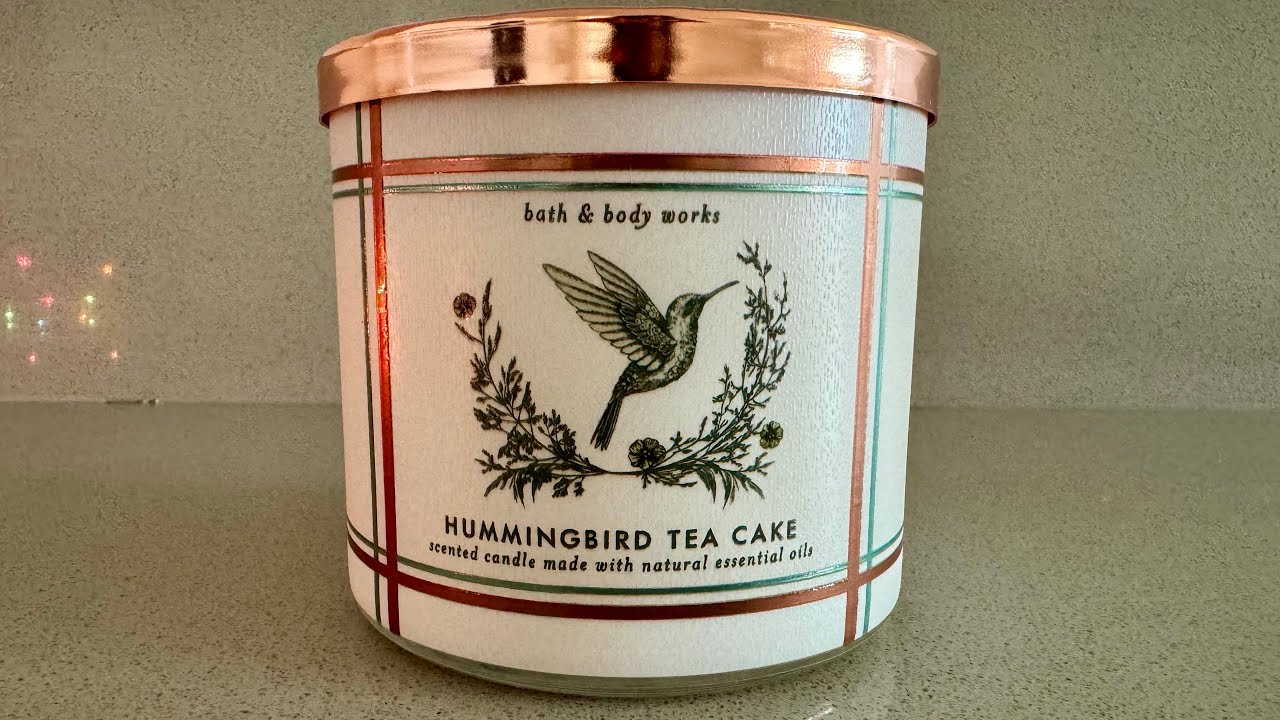 bath & body works
HUMMINGBIRD TEA CAKE
scented candle made with natural essential oils